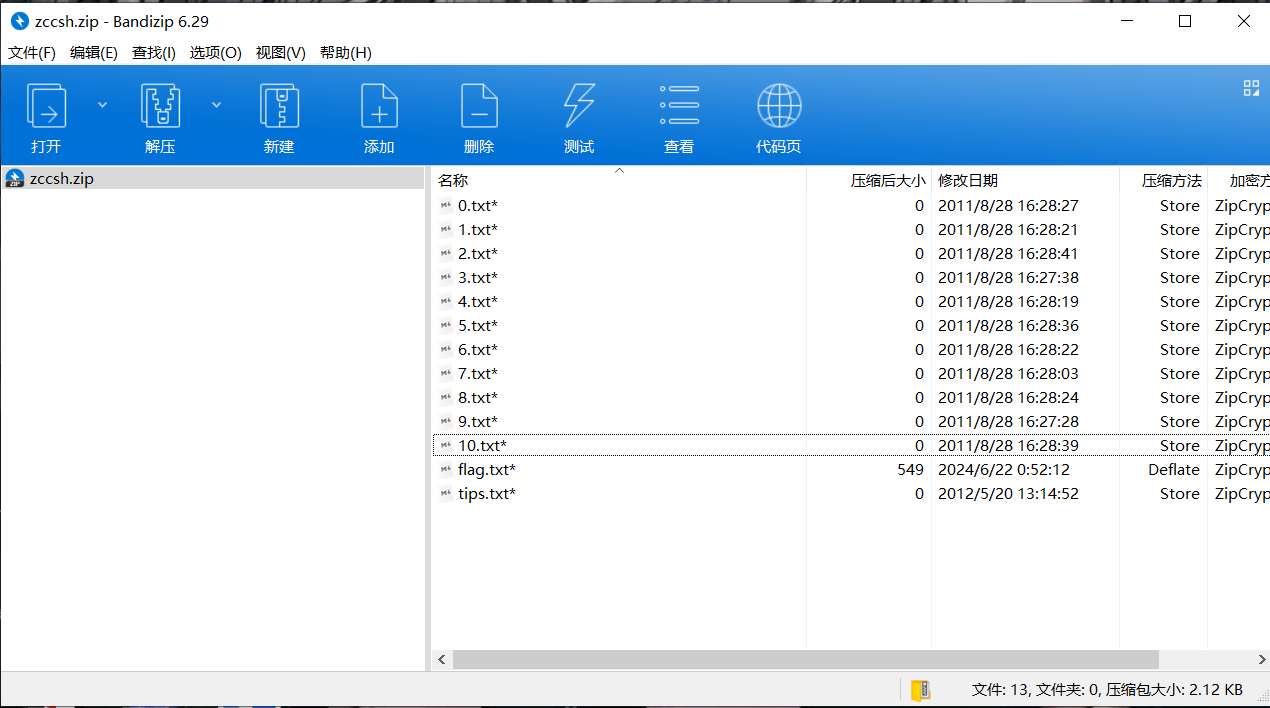 zccsh.zip - Bandizip 6.29
文件(F) 编辑(E) 查找(I) 选项(O) 视图(V) 帮助(H)
打开 解压 新建 添加 删除 测试 查看 代码页
zccsh.zip
名称 压缩后大小 修改日期 压缩方法 加密方
0.txt* 0 2011/8/28 16:28:27 Store ZipCryp
1.txt* 0 2011/8/28 16:28:21 Store ZipCryp
2.txt* 0 2011/8/28 16:28:41 Store ZipCryp
3.txt* 0 2011/8/28 16:27:38 Store ZipCryp
4.txt* 0 2011/8/28 16:28:19 Store ZipCryp
5.txt* 0 2011/8/28 16:28:36 Store ZipCryp
6.txt* 0 2011/8/28 16:28:22 Store ZipCryp
7.txt* 0 2011/8/28 16:28:03 Store ZipCryp
8.txt* 0 2011/8/28 16:28:24 Store ZipCryp
9.txt* 0 2011/8/28 16:27:28 Store ZipCryp
10.txt* 0 2011/8/28 16:28:39 Store ZipCryp
flag.txt* 549 2024/6/22 0:52:12 Deflate ZipCryp
tips.txt* 0 2012/5/20 13:14:52 Store ZipCryp
文件: 13, 文件夹: 0, 压缩包大小: 2.12 KB